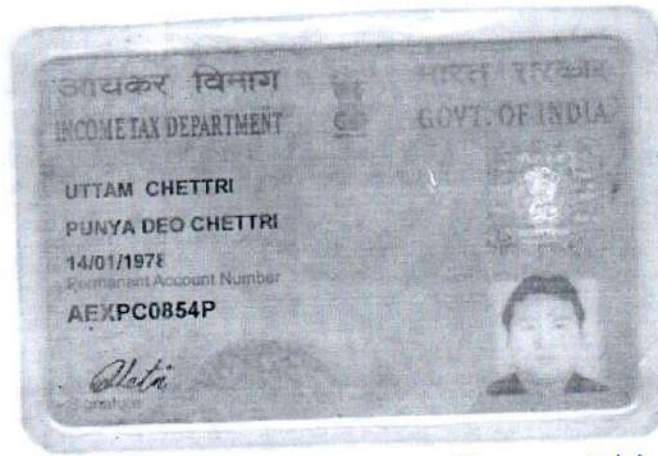 आयकर विभाग
भारत सरकार
INCOME TAX DEPARTMENT
GOVT. OF INDIA
UTTAM CHETTRI
PUNYA DEO CHETTRI
14/01/1978
Permanent Account Number
AEXPC0854P
Signature